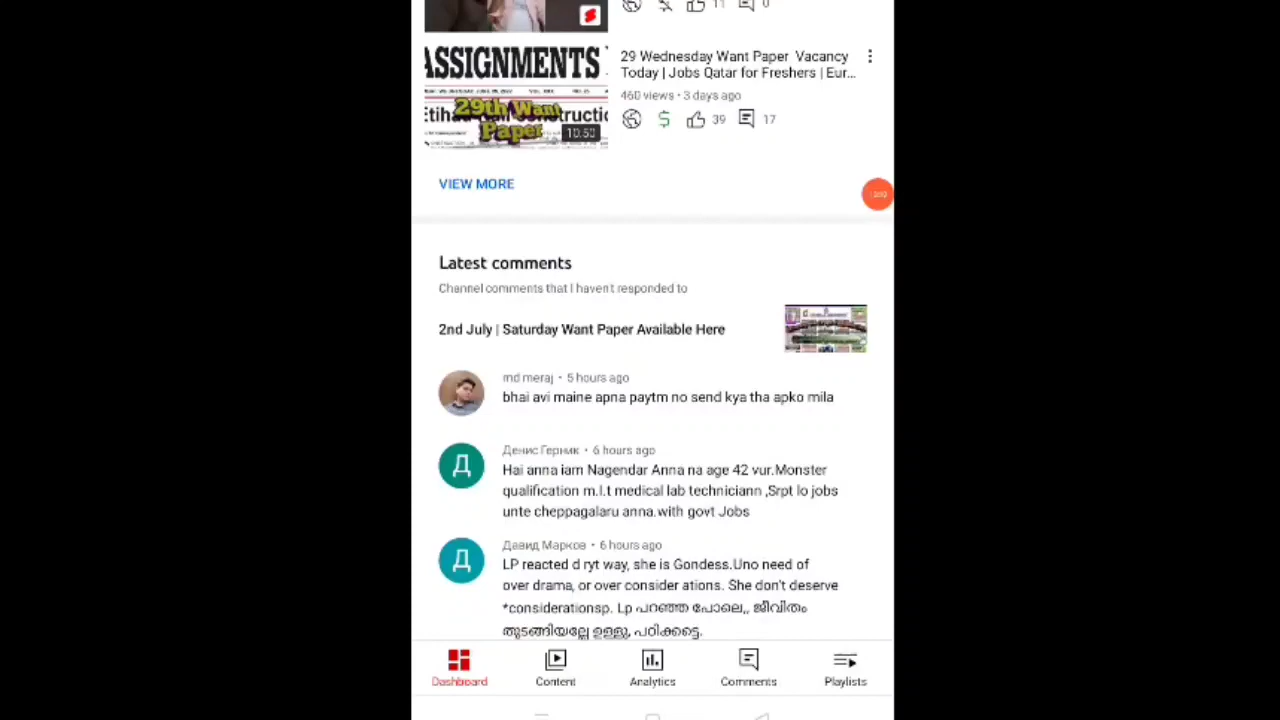 11 0
ASSIGNMENTS
29th Want
Paper
10:50
29 Wednesday Want Paper Vacancy
Today | Jobs Qatar for Freshers | Eur...
460 views • 3 days ago
39 17
VIEW MORE
Latest comments
Channel comments that I haven't responded to
2nd July | Saturday Want Paper Available Here
md meraj • 5 hours ago
bhai avi maine apna paytm no send kya tha apko mila
Денис Герник • 6 hours ago
Hai anna iam Nagendar Anna na age 42 vur.Monster
qualification m.l.t medical lab techniciann ,Srpt lo jobs
unte cheppagalaru anna.with govt Jobs
Давид Марков • 6 hours ago
LP reacted d ryt way, she is Gondess.Uno need of
over drama, or over consider ations. She don't deserve
*considerationsp. Lp പറഞ്ഞ പോലെ,, ജീവിതം
തുടങ്ങിയല്ലേ ഉള്ളു, പഠിക്കട്ടെ.
Dashboard Content Analytics Comments Playlists